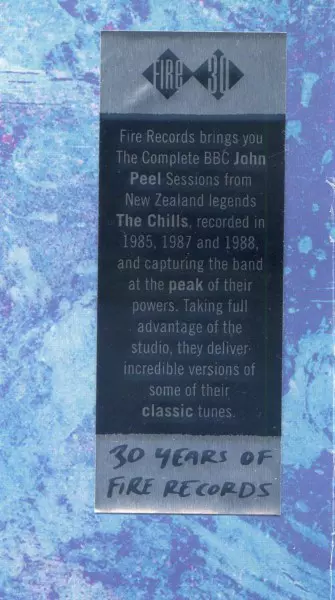 FIRE 30
Fire Records brings you
The Complete BBC John
Peel Sessions from
New Zealand legends
The Chills, recorded in
1985, 1987 and 1988,
and capturing the band
at the peak of their
powers. Taking full
advantage of the
studio, they deliver
incredible versions of
some of their
classic tunes.
30 YEARS OF
FIRE RECORDS